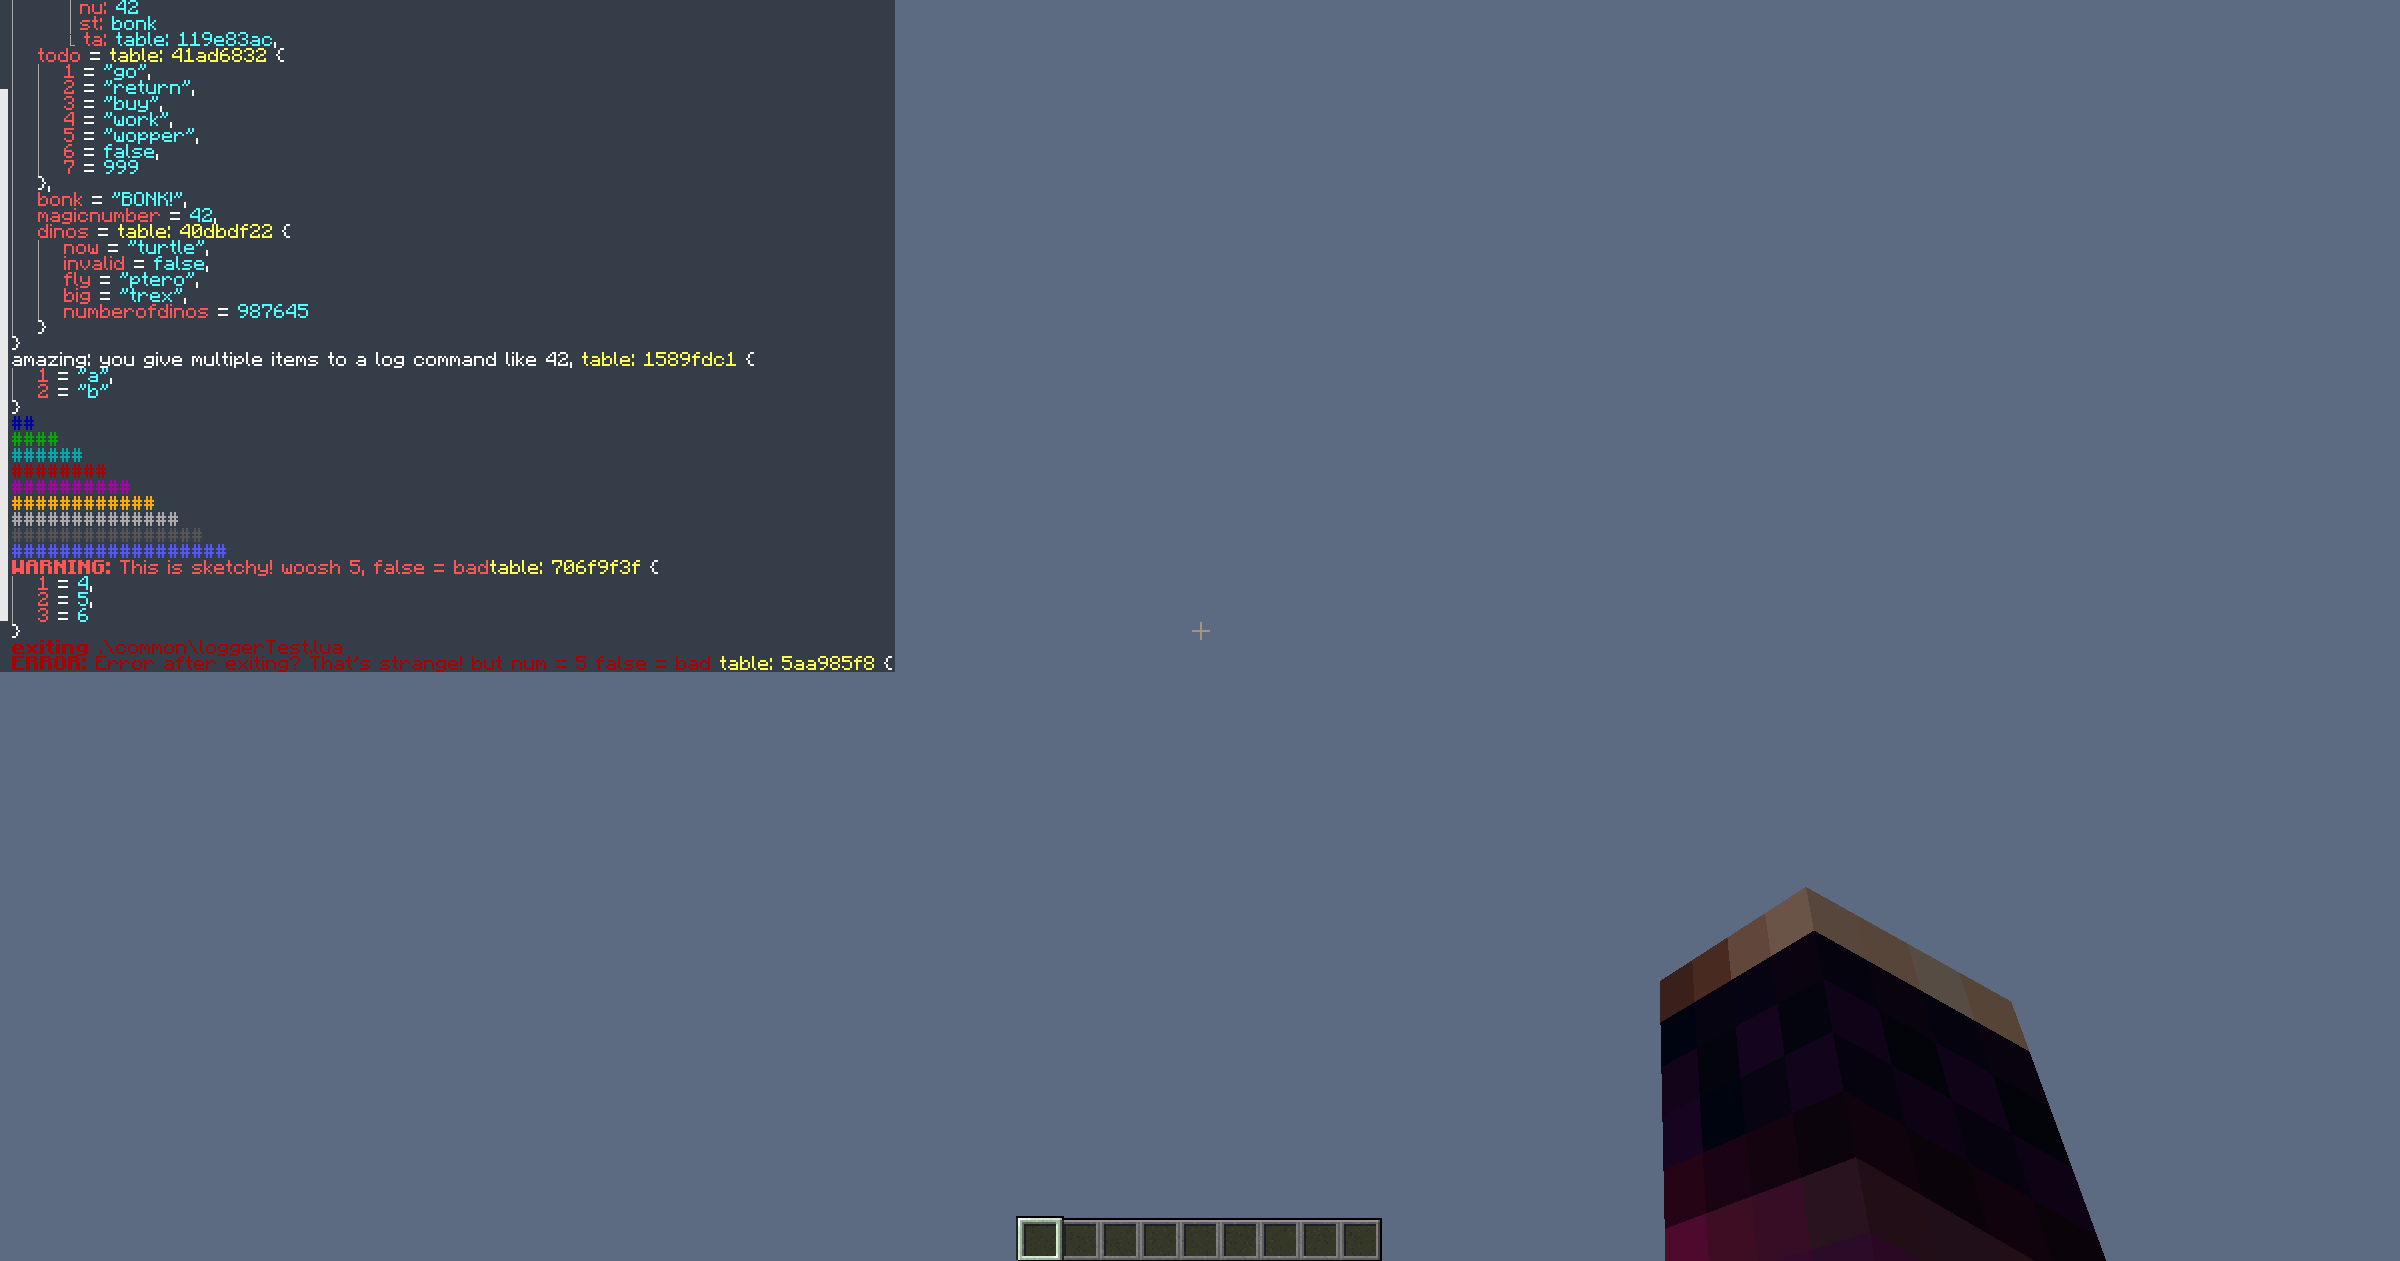 nu: 42
st: bonk
ta: table: 119e83ac,
todo = table: 41ad6832 {
1 = "go",
2 = "return",
3 = "buy",
4 = "work",
5 = "wopper",
6 = false,
7 = 999
},
bonk = "BONK!",
magicnumber = 42,
dinos = table: 40dbdf22 {
now = "turtle",
invalid = false,
fly = "ptero",
big = "trex",
numberofdinos = 987645
}
}
amazing: you give multiple items to a log command like 42, table: 1589fdc1 {
1 = "a",
2 = "b"
}
##
####
######
########
##########
############
##############
################
##################
WARNING: This is sketchy! woosh 5, false = badtable: 706f9f3f {
1 = 4,
2 = 5,
3 = 6
}
exiting .\common\loggerTest.lua
ERROR: Error after exiting? That's strange! but num = 5 false = bad table: 5aa985f8 {